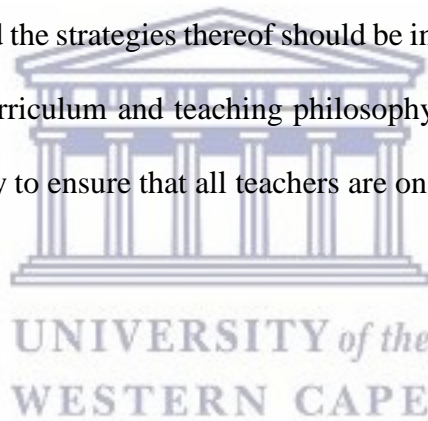 d the strategies thereof should be in
rriculum and teaching philosophy
y to ensure that all teachers are on
UNIVERSITY of the
WESTERN CAPE